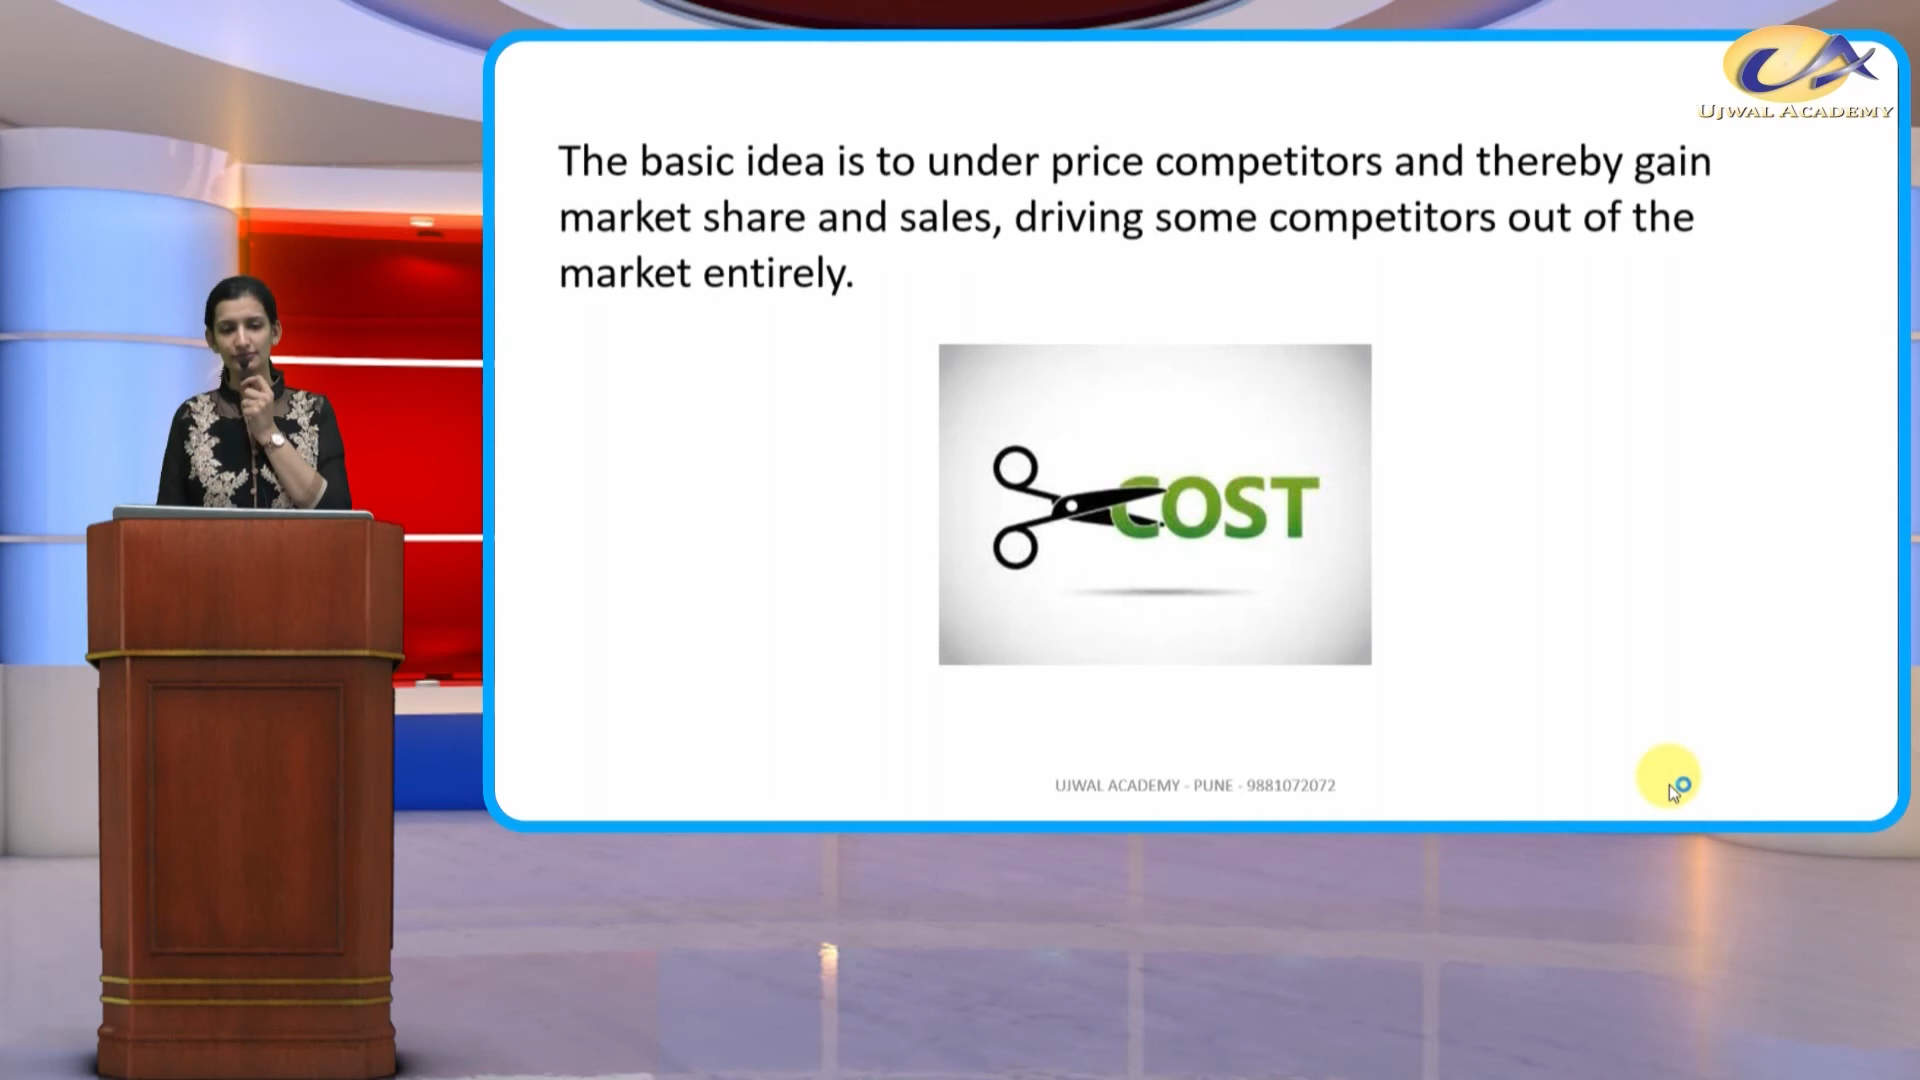 UJWAL ACADEMY
The basic idea is to under price competitors and thereby gain
market share and sales, driving some competitors out of the
market entirely.
COST
UJWAL ACADEMY - PUNE - 9881072072